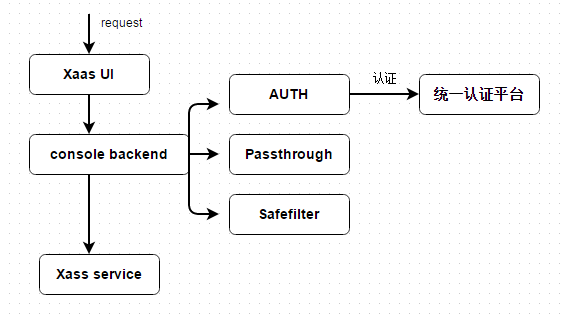 request
Xaas UI
认证
AUTH
统一认证平台
console backend
Passthrough
Safefilter
Xass service